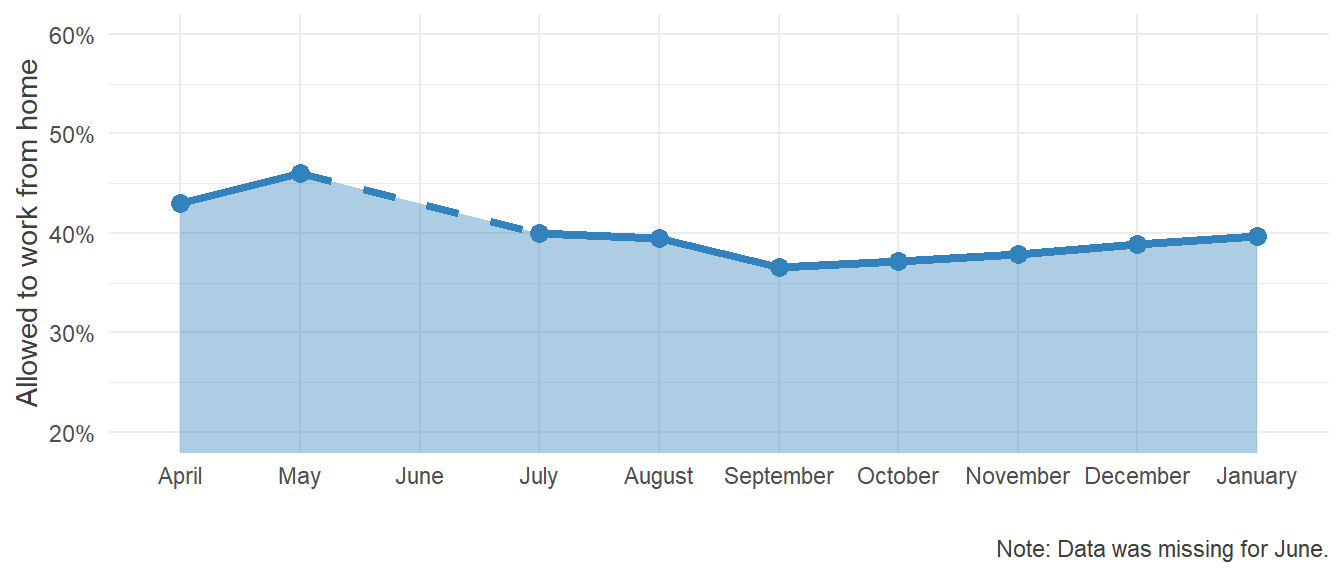 Allowed to work from home
60%
50%
40%
30%
20%
April May June July August September October November December January
Note: Data was missing for June.